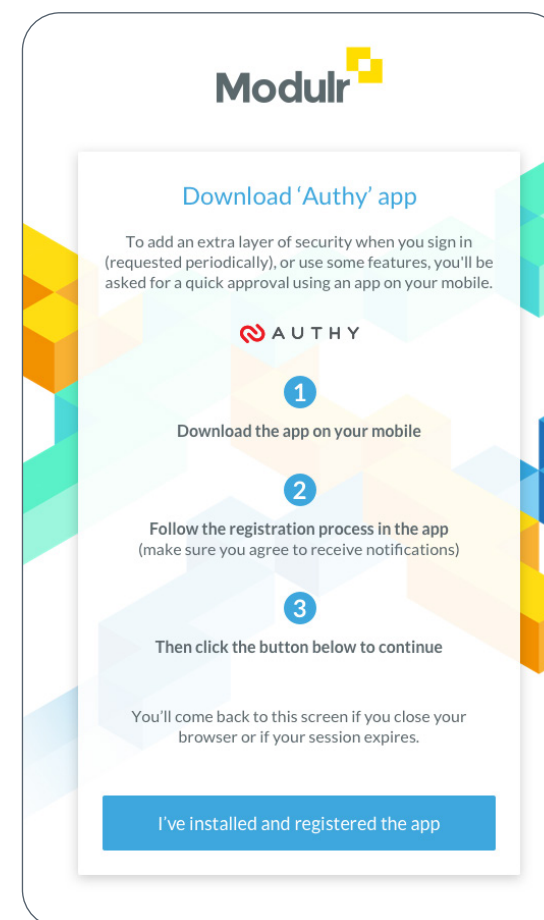 Modulr
Download ‘Authy’ app
To add an extra layer of security when you sign in
(requested periodically), or use some features, you'll be
asked for a quick approval using an app on your mobile.
AUTHY
1
Download the app on your mobile
2
Follow the registration process in the app
(make sure you agree to receive notifications)
3
Then click the button below to continue
You’ll come back to this screen if you close your
browser or if your session expires.
I’ve installed and registered the app